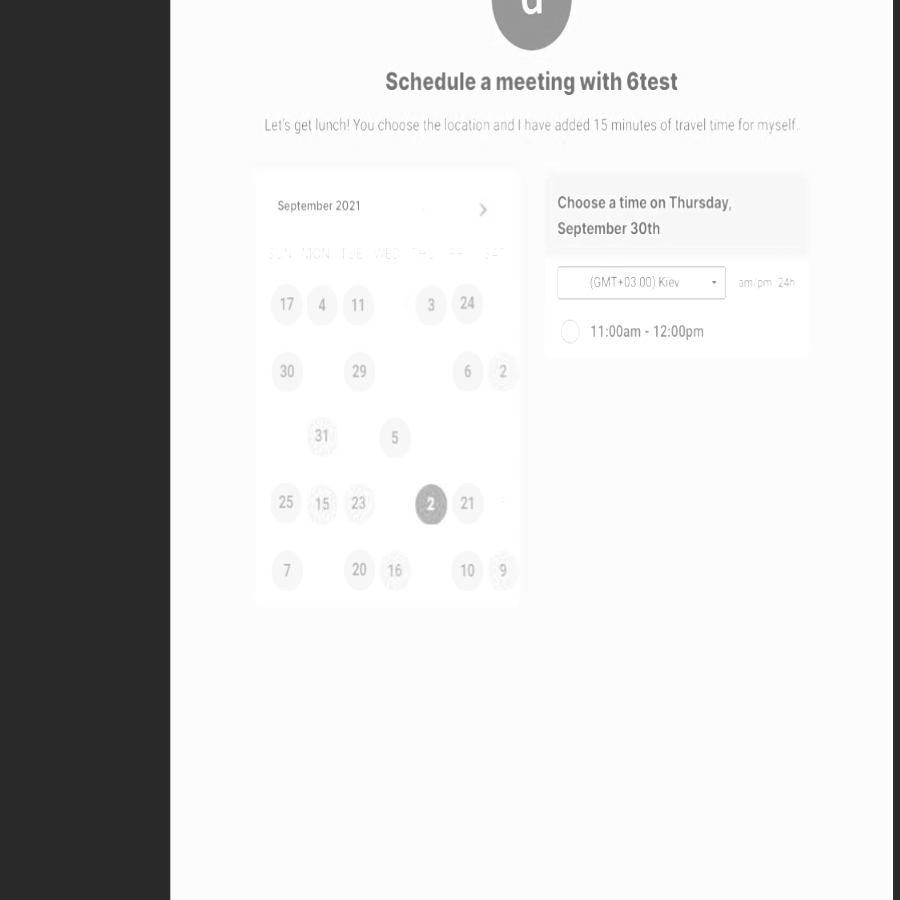 d
Schedule a meeting with 6test
Let's get lunch! You choose the location and I have added 15 minutes of travel time for myself.
September 2021
SUN MON TUE WED THU FRI SAT
17 4 11 3 24
30 29 6 2
31 5
25 15 23 2 21
7 20 16 10 9
Choose a time on Thursday,
September 30th
(GMT+03:00) Kiev am/pm 24h
11:00am - 12:00pm